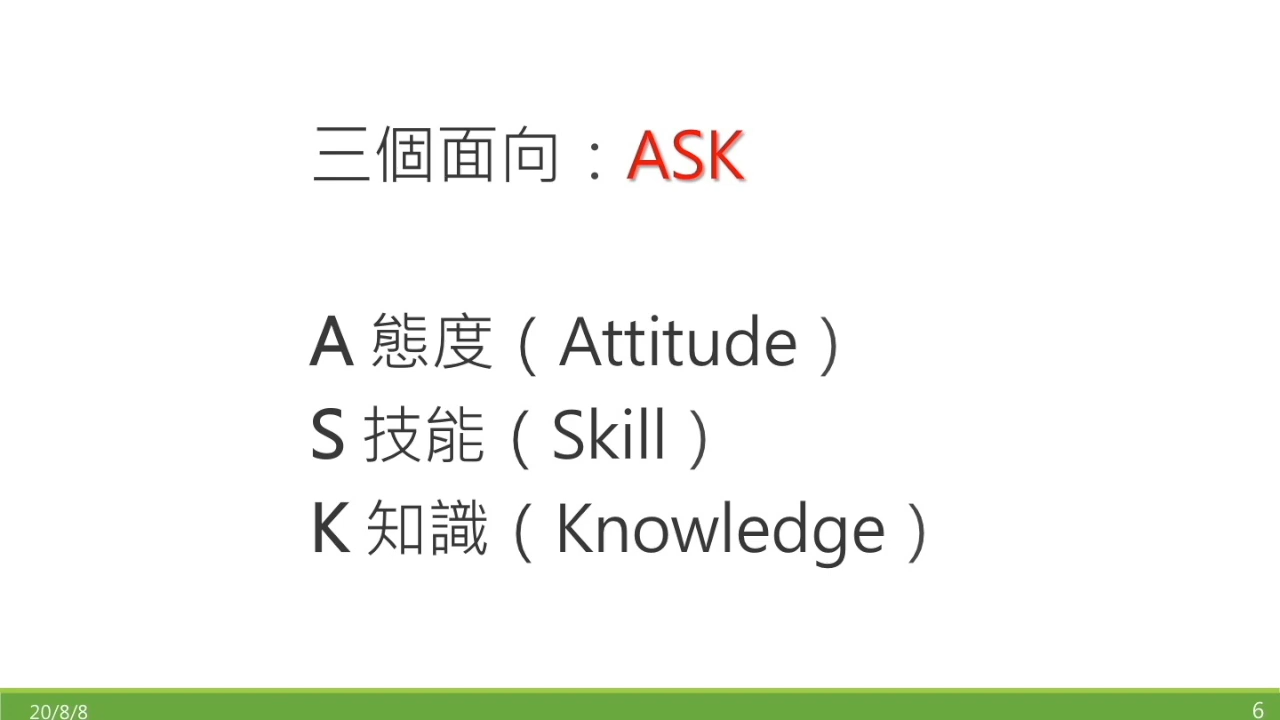 三個面向：ASK
A 態度（Attitude）
S 技能（Skill）
K 知識（Knowledge）
20/8/8
6